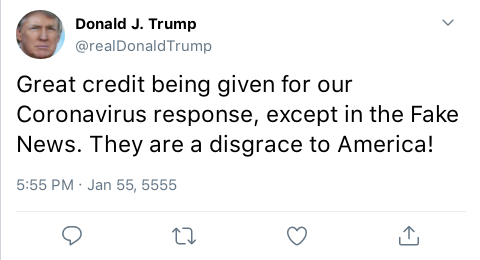 Donald J. Trump
@realDonaldTrump
Great credit being given for our
Coronavirus response, except in the Fake
News. They are a disgrace to America!
5:55 PM · Jan 55, 5555